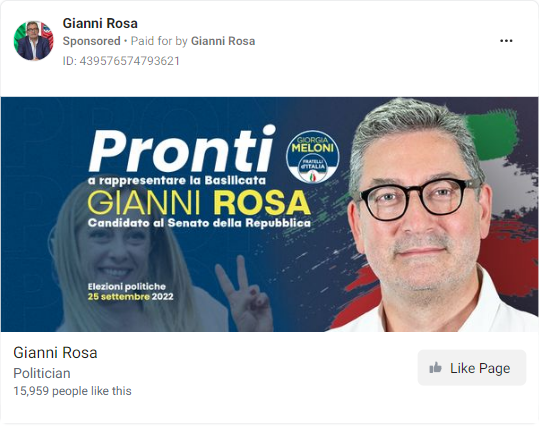 Gianni Rosa
Sponsored • Paid for by Gianni Rosa
ID: 439576574793621
Pronti
a rappresentare la Basilicata
GIANNI ROSA
Candidato al Senato della Repubblica
GIORGIA
MELONI
FRATELLI
d'ITALIA
Elezioni politiche
25 settembre 2022
Gianni Rosa
Politician
15,959 people like this
Like Page